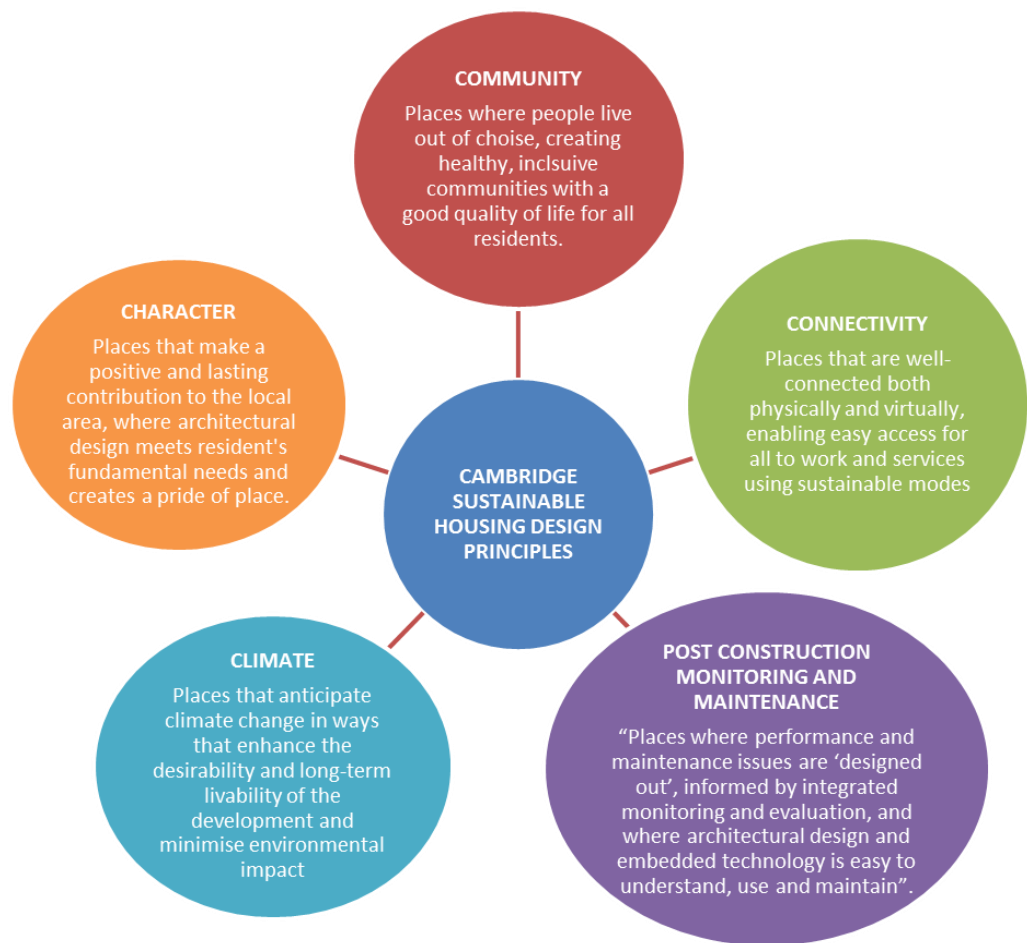 COMMUNITY
Places where people live
out of choise, creating
healthy, inclsuive
communities with a
good quality of life for all
residents.
CHARACTER
Places that make a
positive and lasting
contribution to the local
area, where architectural
design meets resident's
fundamental needs and
creates a pride of place.
CONNECTIVITY
Places that are well-
connected both
physically and virtually,
enabling easy access for
all to work and services
using sustainable modes
CAMBRIDGE
SUSTAINABLE
HOUSING DESIGN
PRINCIPLES
CLIMATE
Places that anticipate
climate change in ways
that enhance the
desirability and long-term
livability of the
development and
minimise environmental
impact
POST CONSTRUCTION
MONITORING AND
MAINTENANCE
“Places where performance and
maintenance issues are ‘designed
out’, informed by integrated
monitoring and evaluation, and
where architectural design and
embedded technology is easy to
understand, use and maintain”.